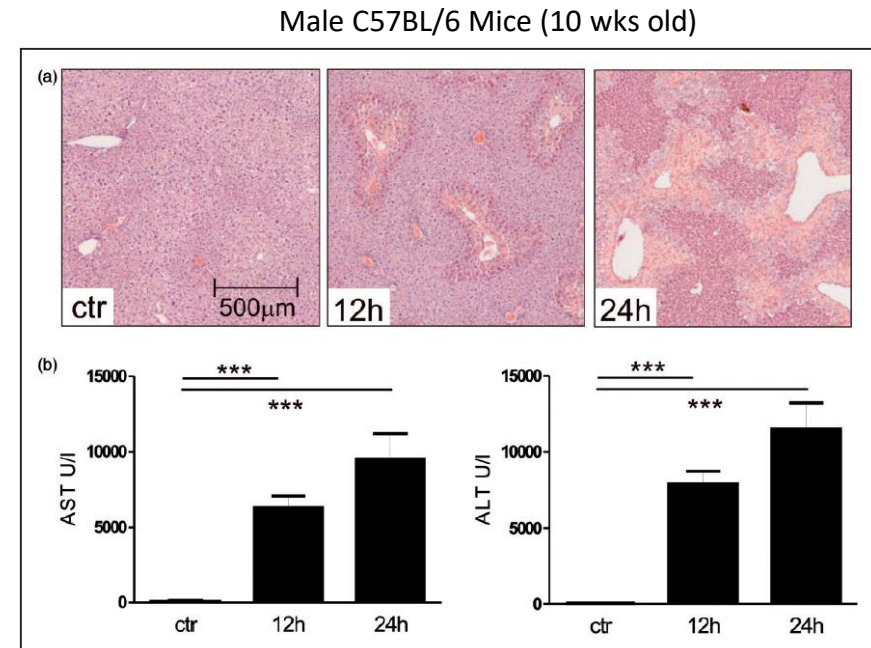 Male C57BL/6 Mice (10 wks old)
(a)
ctr
500μm
12h
24h
(b)
15000
10000
5000
0
AST U/l
***
***
ctr
12h
24h
15000
10000
5000
0
ALT U/l
***
***
ctr
12h
24h